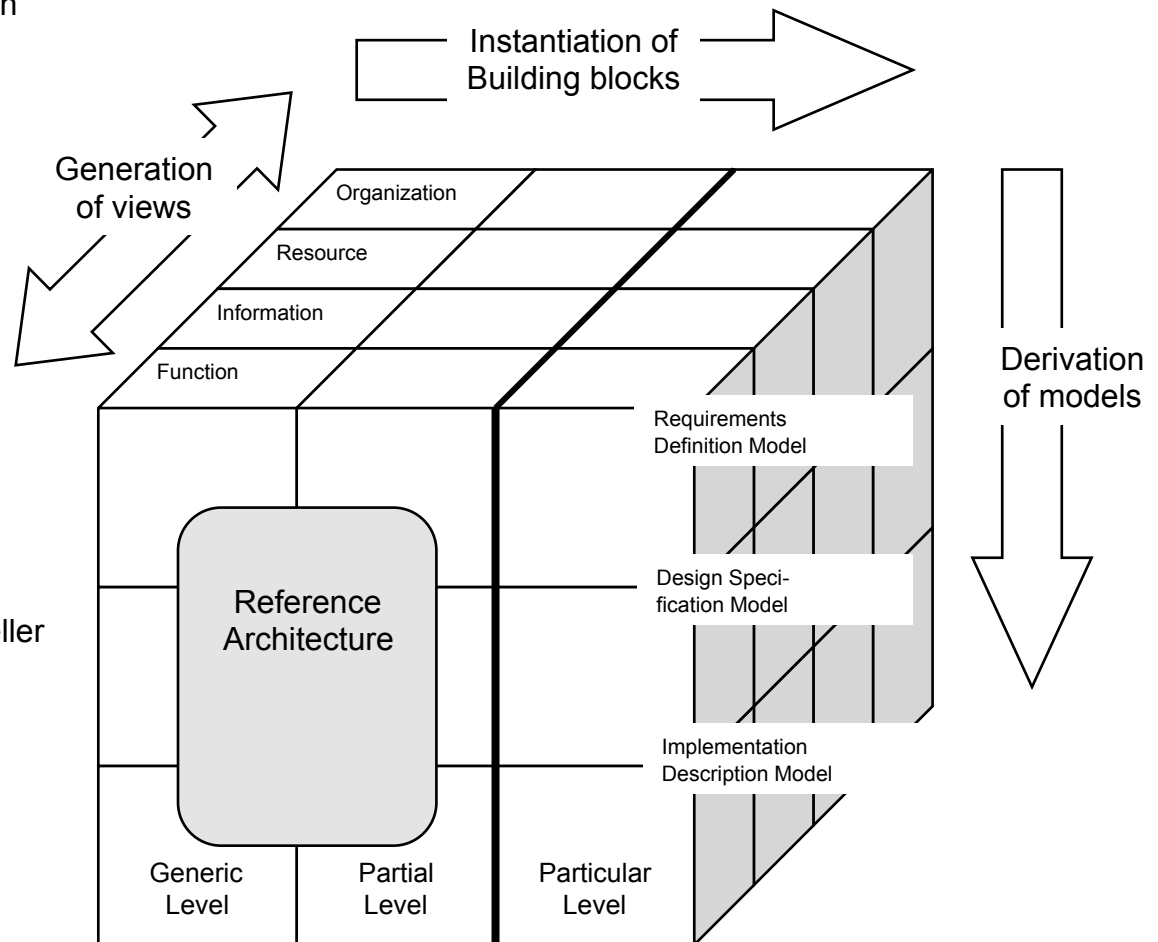 n
Instantiation of
Building blocks
Generation
of views
Organization
Resource
Information
Function
Derivation
of models
Requirements
Definition Model
Design Speci-
fication Model
Reference
Architecture
ller
Implementation
Description Model
Generic
Level
Partial
Level
Particular
Level